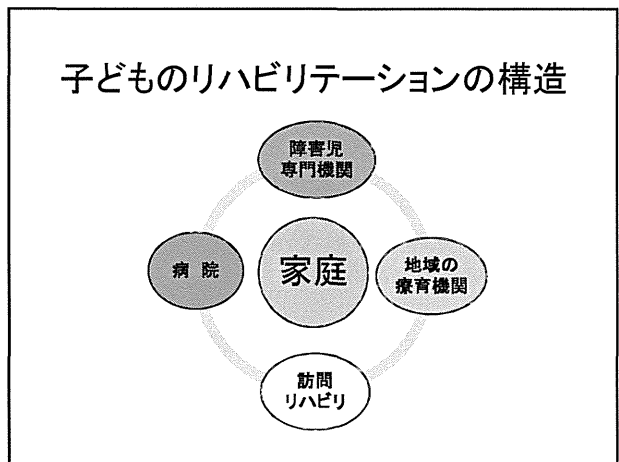 子どものリハビリテーションの構造
障害児
専門機関
病 院
家庭
地域の
療育機関
訪問
リハビリ